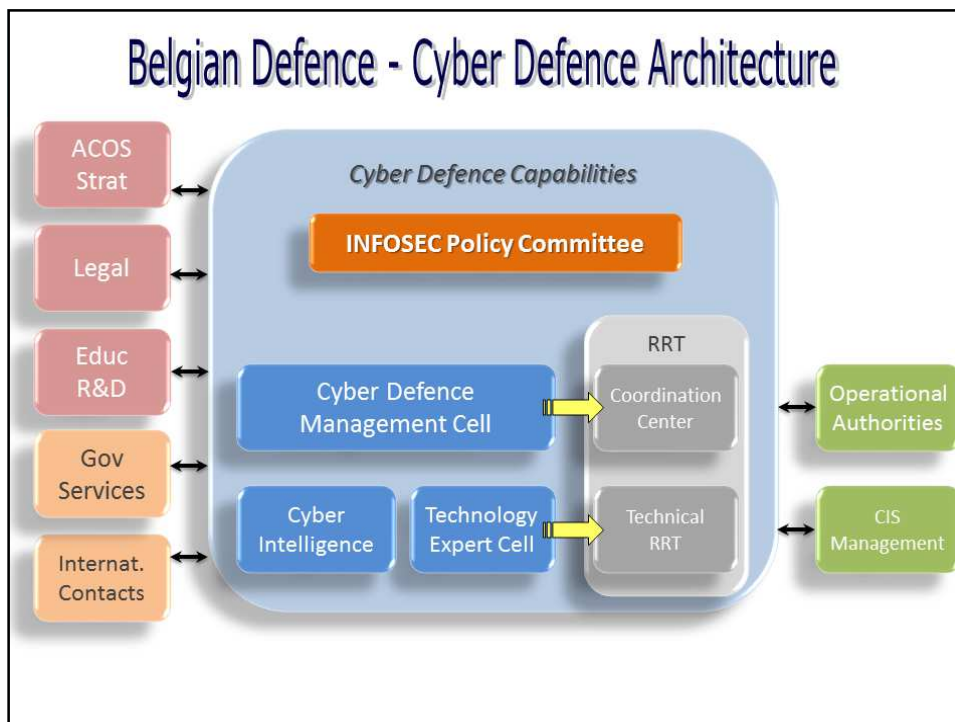 Belgian Defence - Cyber Defence Architecture
ACOS
Strat
Legal
Educ
R&D
Gov
Services
Internat.
Contacts
Cyber Defence Capabilities
INFOSEC Policy Committee
Cyber Defence
Management Cell
Cyber
Intelligence
Technology
Expert Cell
RRT
Coordination
Center
Technical
RRT
Operational
Authorities
CIS
Management